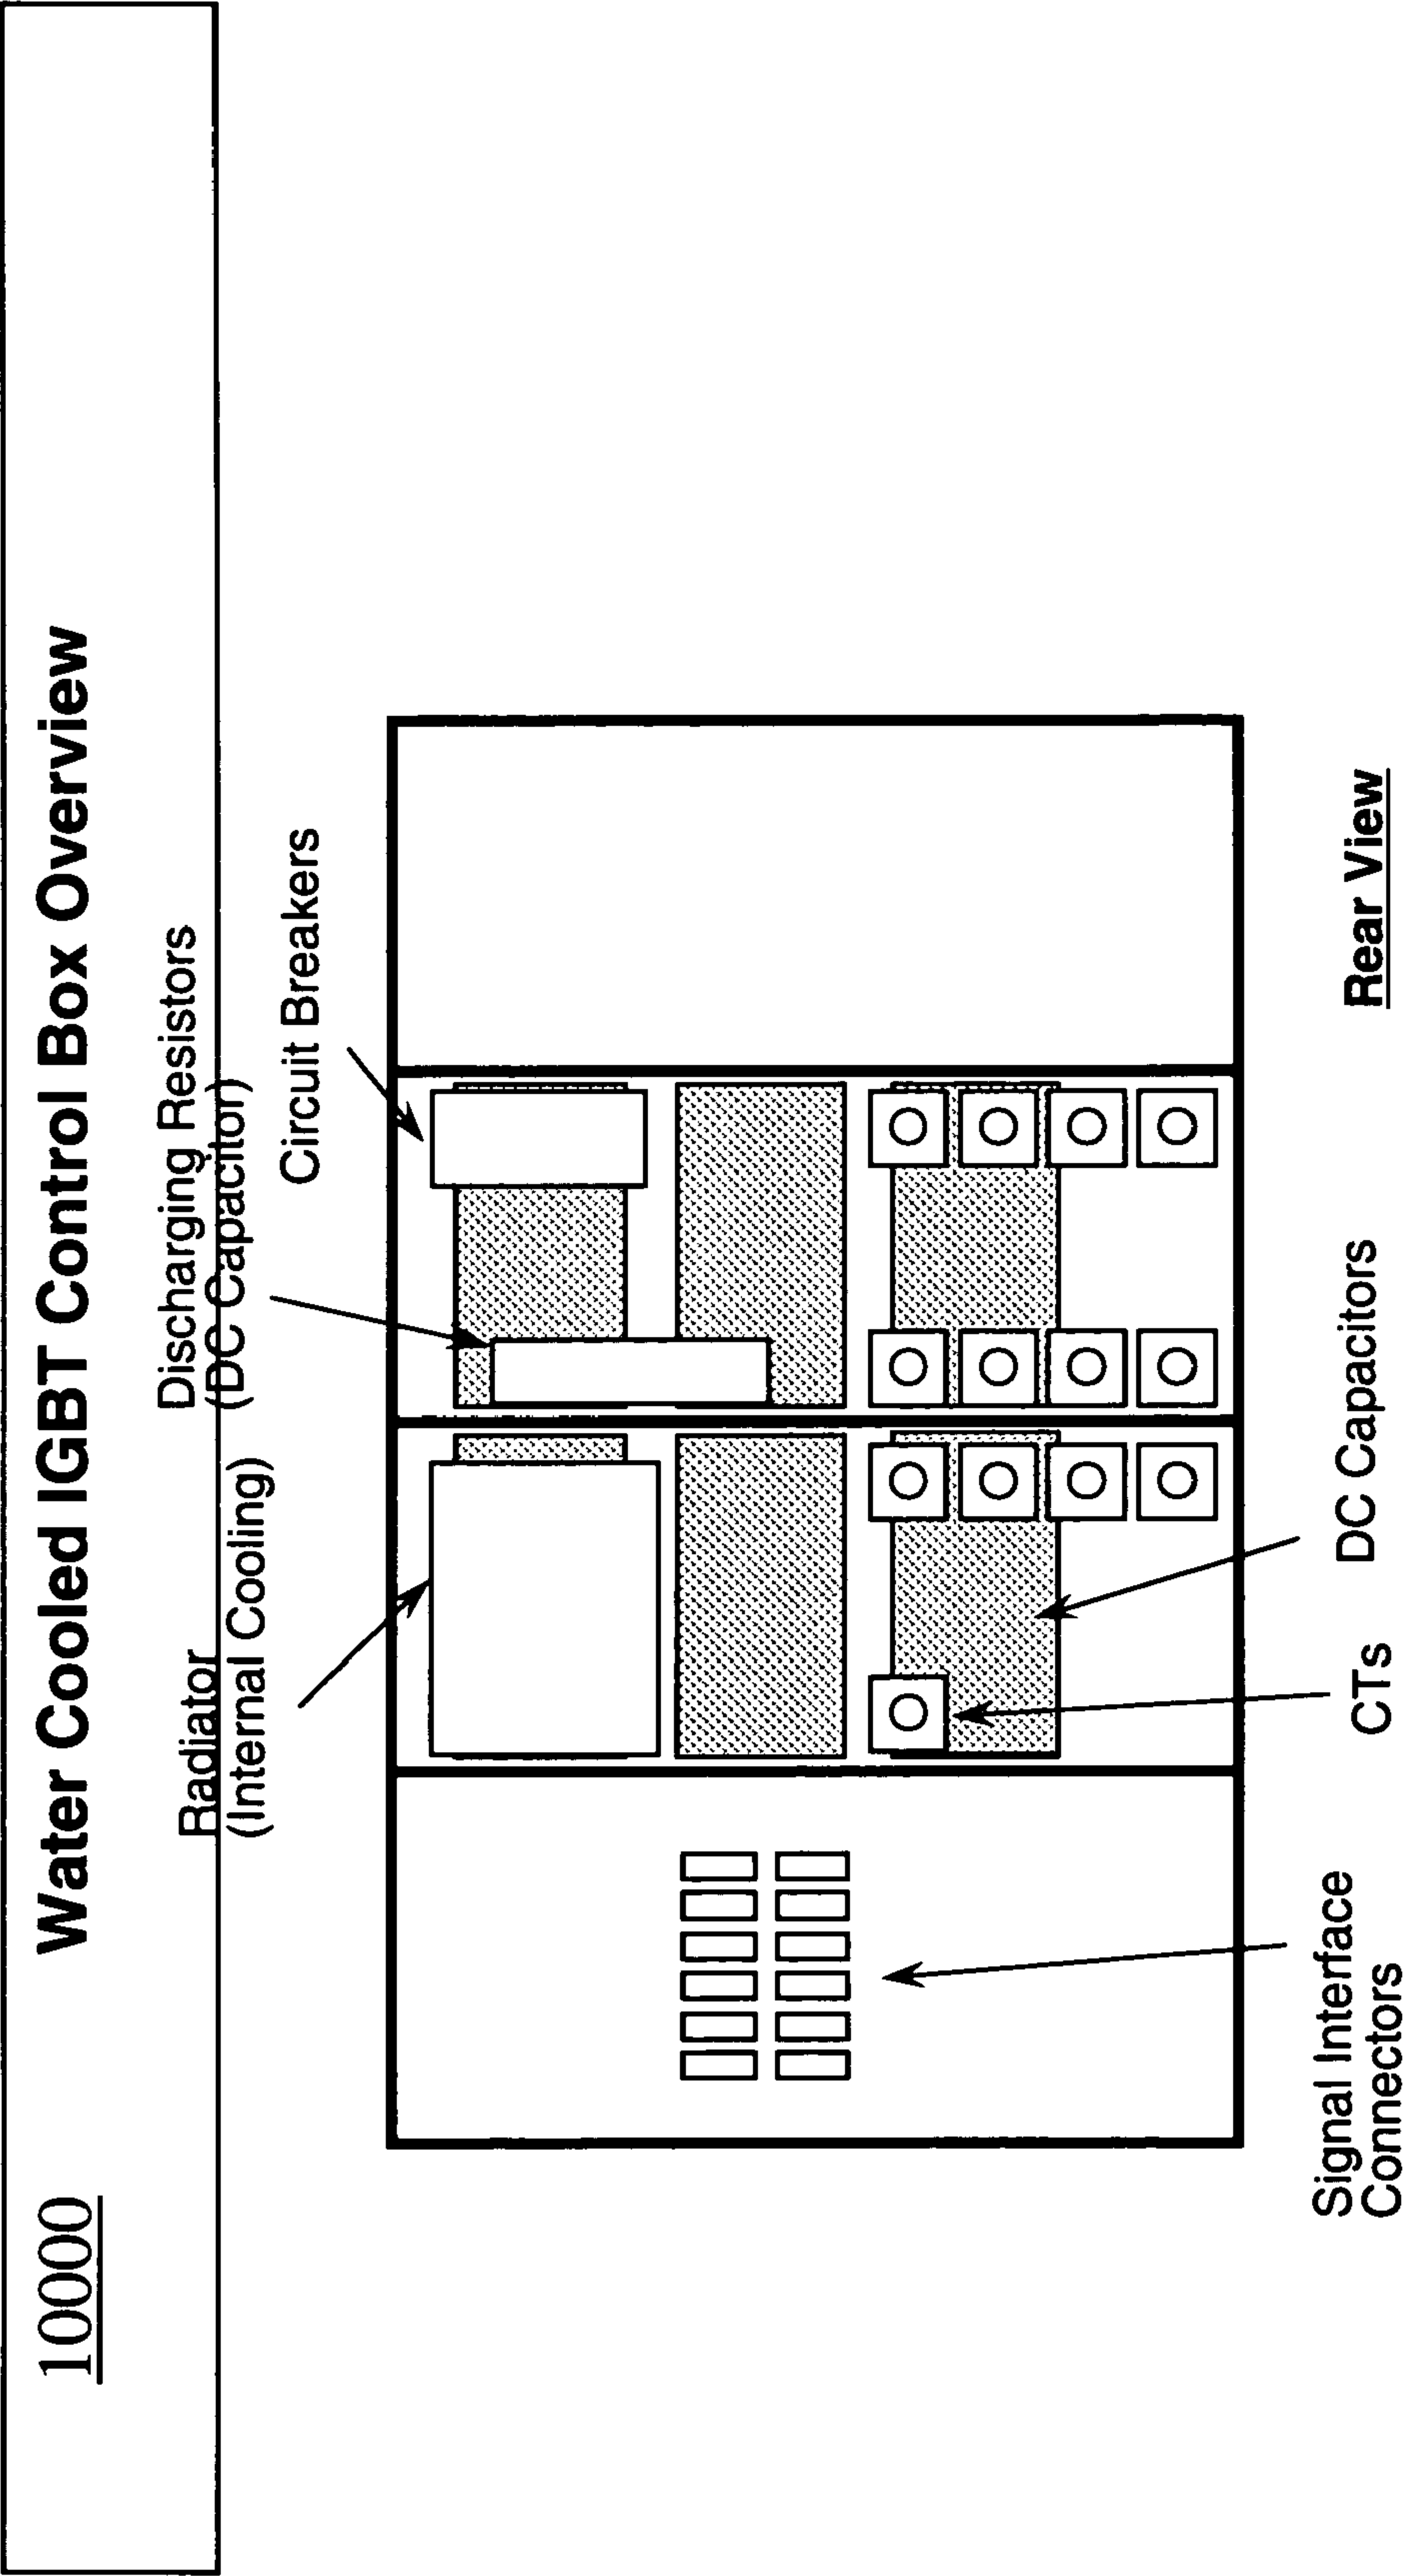 10000
Water Cooled IGBT Control Box Overview
Radiator
(Internal Cooling)
Discharging Resistors
(DC Capacitor)
Circuit Breakers
Signal Interface
Connectors
CTs
DC Capacitors
Rear View